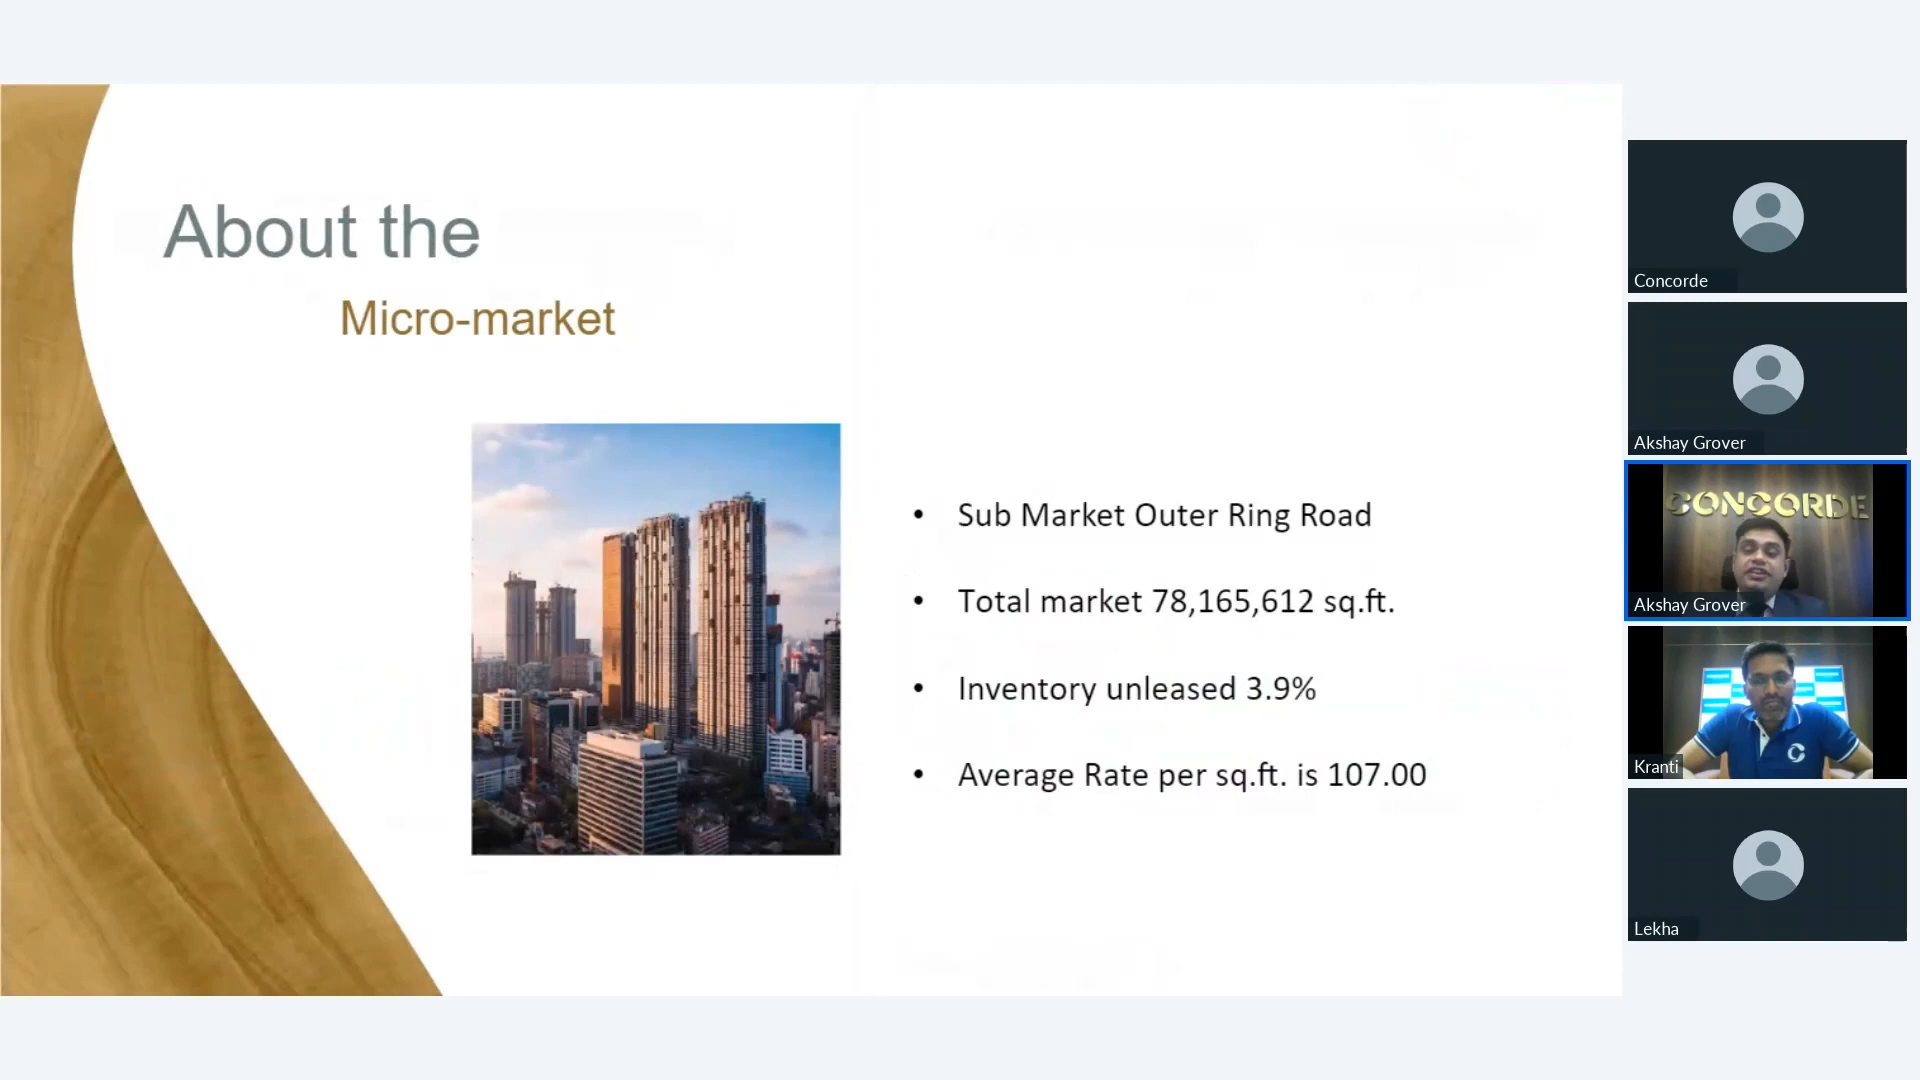 About the
Micro-market
• Sub Market Outer Ring Road
• Total market 78,165,612 sq.ft.
• Inventory unleased 3.9%
• Average Rate per sq.ft. is 107.00
Concorde
Akshay Grover
CONCORDE
Akshay Grover
Kranti
Lekha